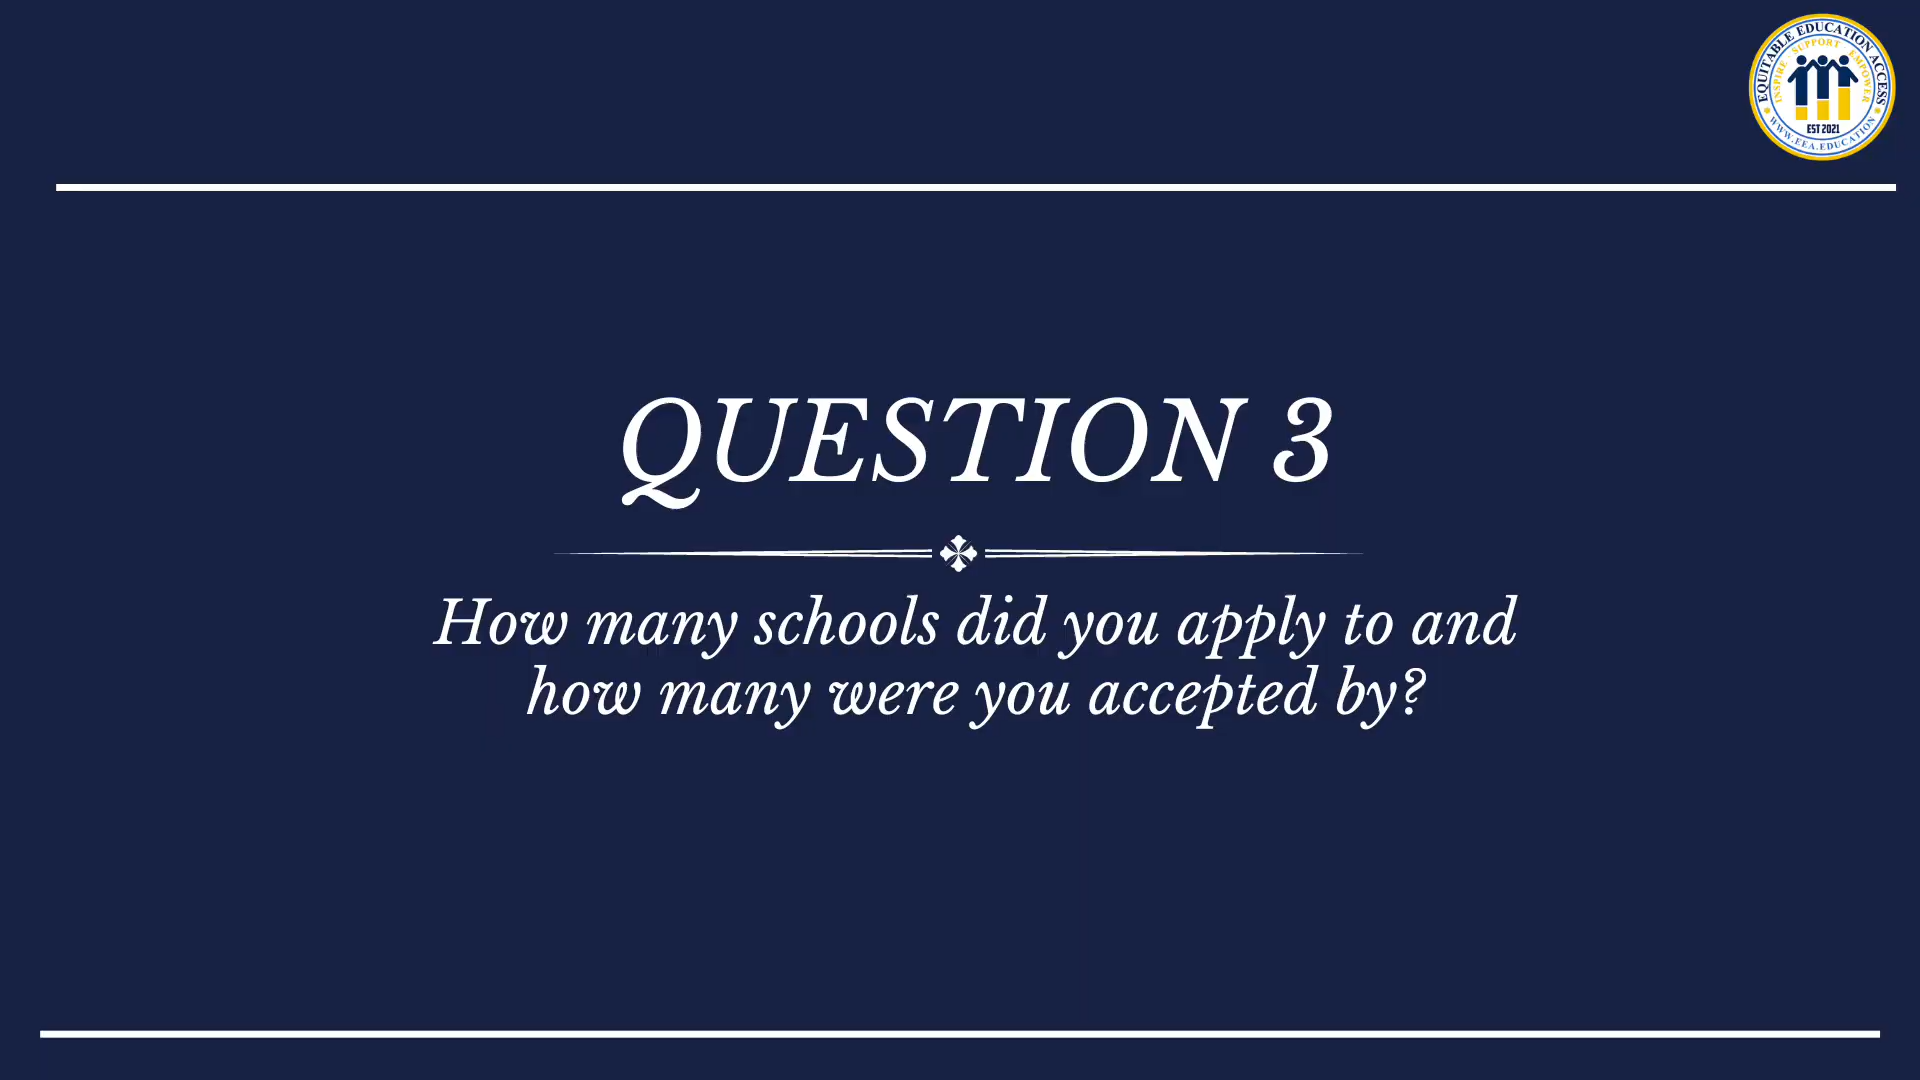 EQUITABLE EDUCATION ACCESS
INSPIRE · SUPPORT · EMPOWER
EST 2021
WWW.EEA.EDUCATION
QUESTION 3
How many schools did you apply to and
how many were you accepted by?